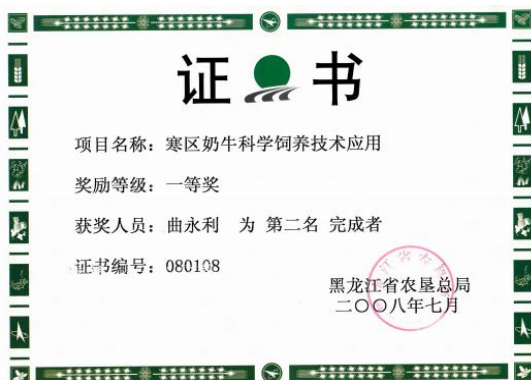 证书
项目名称：寒区奶牛科学饲养技术应用
奖励等级：一等奖
获奖人员：曲永利 为 第二名 完成者
证书编号：080108
黑龙江省农垦总局
二〇〇八年七月